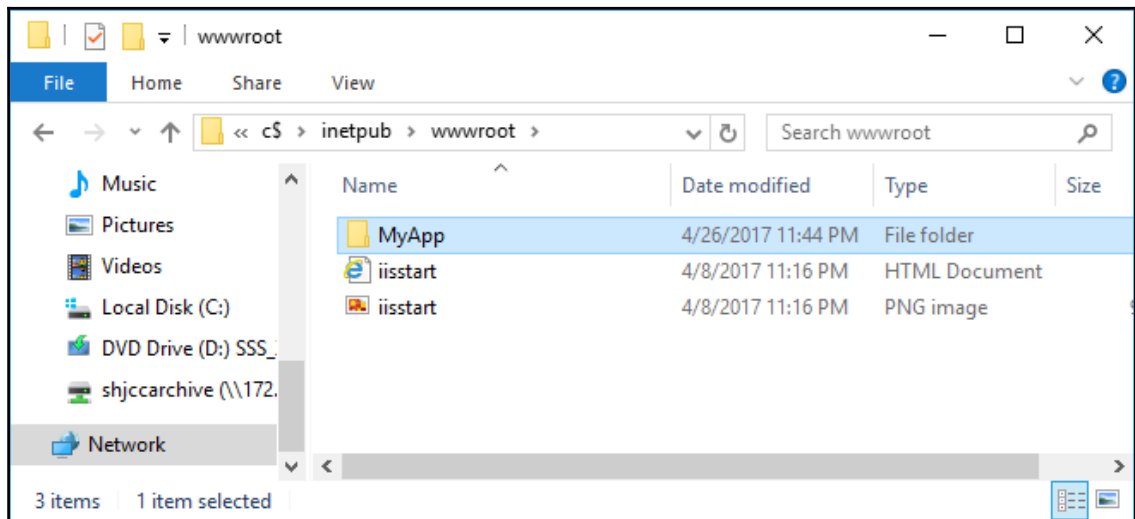 wwwroot
File Home Share View
« c$ › inetpub › wwwroot › Search wwwroot
Music
Pictures
Videos
Local Disk (C:)
DVD Drive (D:) SSS_
shjccarchive (\\172.
Network
Name Date modified Type Size
MyApp 4/26/2017 11:44 PM File folder
iisstart 4/8/2017 11:16 PM HTML Document
iisstart 4/8/2017 11:16 PM PNG image
3 items 1 item selected